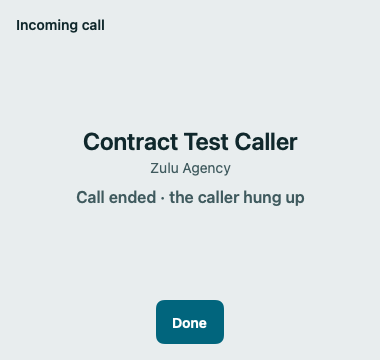 Incoming call
Contract Test Caller
Zulu Agency
Call ended · the caller hung up
Done